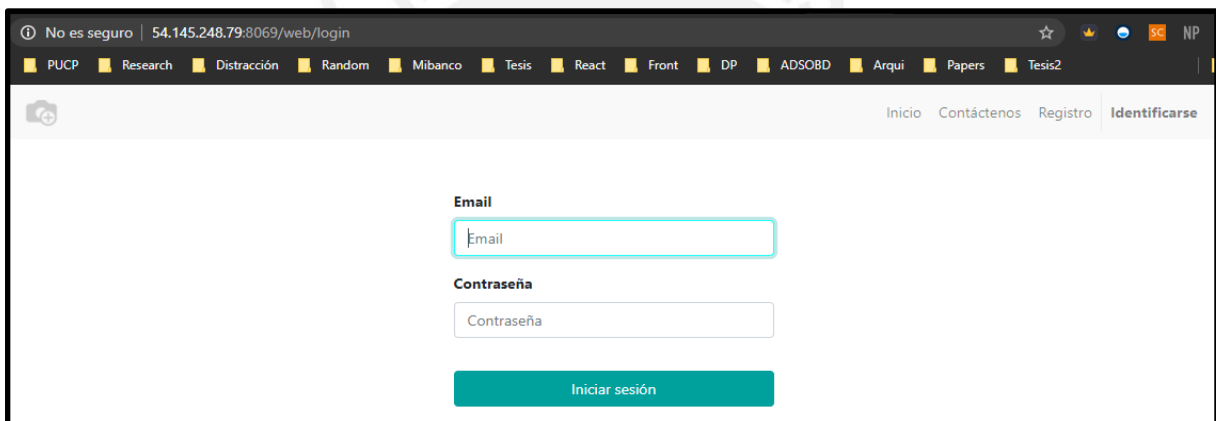 No es seguro | 54.145.248.79:8069/web/login SC NP
PUCP Research Distracción Random Mibanco Tesis React Front DP ADSOBD Arqui Papers Tesis2
Inicio Contáctenos Registro Identificarse
Email
Email
Contraseña
Contraseña
Iniciar sesión